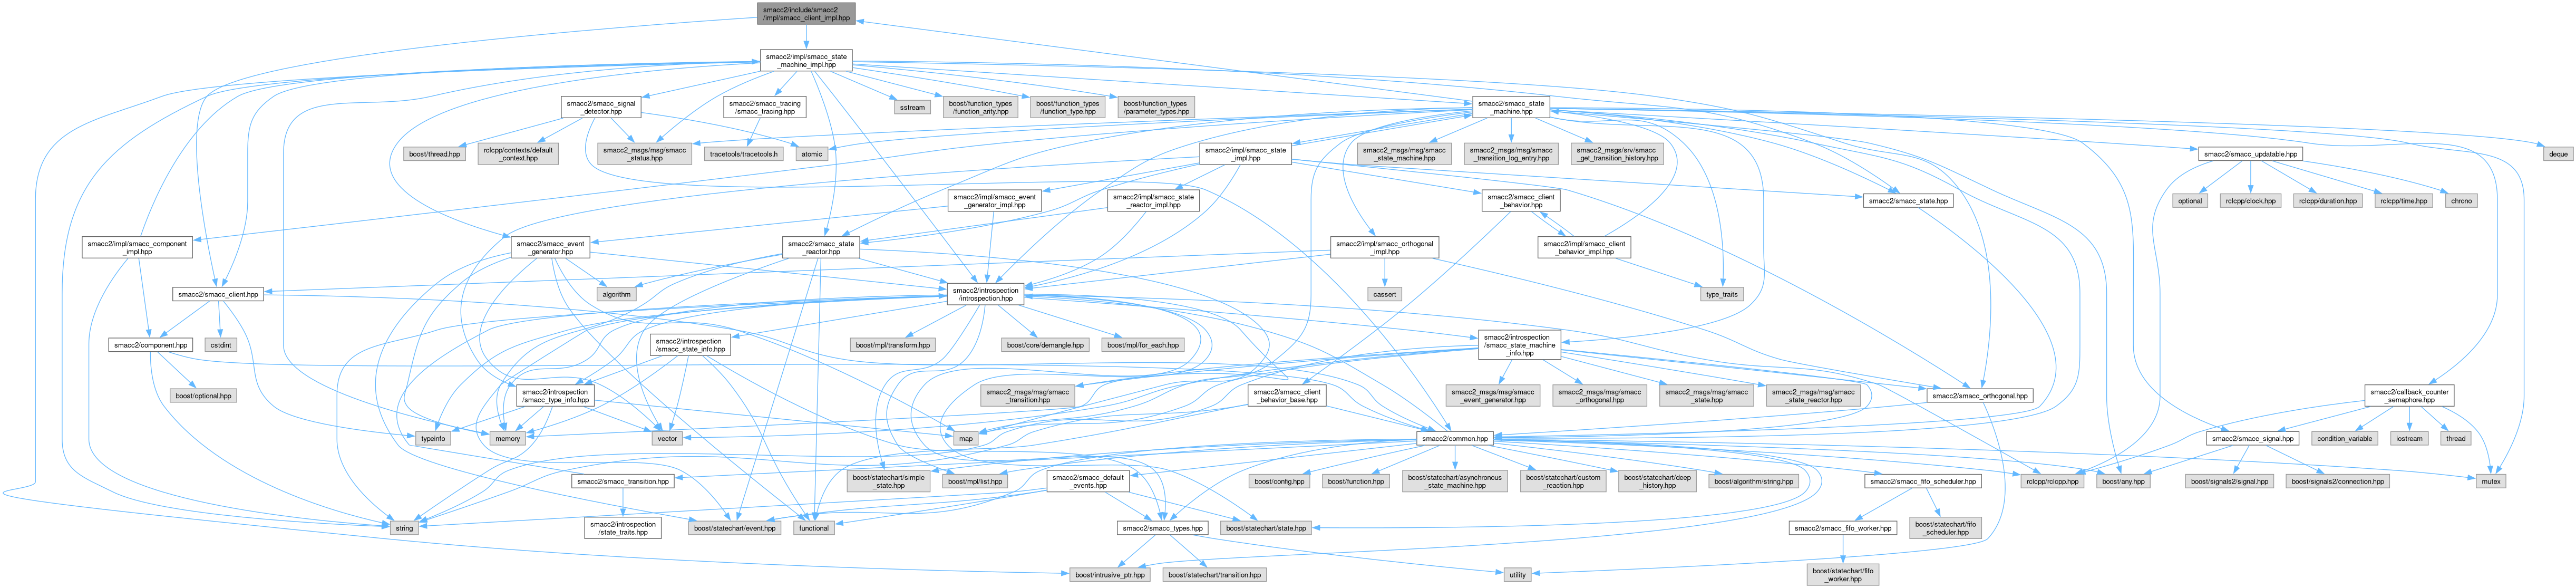 smacc2/include/smacc2
/impl/smacc_client_impl.hpp
smacc2/impl/smacc_state
_machine_impl.hpp
smacc2/smacc_signal
_detector.hpp
smacc2/smacc_tracing
/smacc_tracing.hpp
sstream
boost/function_types
/function_arity.hpp
boost/function_types
/function_type.hpp
boost/function_types
/parameter_types.hpp
smacc2/smacc_state
_machine.hpp
boost/thread.hpp
rclcpp/contexts/default
_context.hpp
smacc2_msgs/msg/smacc
_status.hpp
tracetools/tracetools.h
atomic
smacc2/impl/smacc_state
_impl.hpp
smacc2_msgs/msg/smacc
_state_machine.hpp
smacc2_msgs/msg/smacc
_transition_log_entry.hpp
smacc2_msgs/srv/smacc
_get_transition_history.hpp
smacc2/smacc_updatable.hpp
deque
smacc2/impl/smacc_event
_generator_impl.hpp
smacc2/impl/smacc_state
_reactor_impl.hpp
smacc2/smacc_client
_behavior.hpp
smacc2/smacc_state.hpp
optional
rclcpp/clock.hpp
rclcpp/duration.hpp
rclcpp/time.hpp
chrono
smacc2/impl/smacc_component
_impl.hpp
smacc2/smacc_event
_generator.hpp
smacc2/smacc_state
_reactor.hpp
smacc2/impl/smacc_orthogonal
_impl.hpp
smacc2/impl/smacc_client
_behavior_impl.hpp
smacc2/smacc_client.hpp
algorithm
smacc2/introspection
/introspection.hpp
cassert
type_traits
smacc2/component.hpp
cstdint
smacc2/introspection
/smacc_state_info.hpp
boost/mpl/transform.hpp
boost/core/demangle.hpp
boost/mpl/for_each.hpp
smacc2/introspection
/smacc_state_machine
_info.hpp
boost/optional.hpp
smacc2/introspection
/smacc_type_info.hpp
smacc2_msgs/msg/smacc
_transition.hpp
smacc2/smacc_client
_behavior_base.hpp
smacc2_msgs/msg/smacc
_event_generator.hpp
smacc2_msgs/msg/smacc
_orthogonal.hpp
smacc2_msgs/msg/smacc
_state.hpp
smacc2_msgs/msg/smacc
_state_reactor.hpp
smacc2/smacc_orthogonal.hpp
smacc2/callback_counter
_semaphore.hpp
typeinfo
memory
vector
map
smacc2/common.hpp
condition_variable
iostream
thread
smacc2/smacc_signal.hpp
smacc2/smacc_transition.hpp
boost/statechart/simple
_state.hpp
boost/mpl/list.hpp
smacc2/smacc_default
_events.hpp
boost/config.hpp
boost/function.hpp
boost/statechart/asynchronous
_state_machine.hpp
boost/statechart/custom
_reaction.hpp
boost/statechart/deep
_history.hpp
boost/algorithm/string.hpp
smacc2/smacc_fifo_scheduler.hpp
rclcpp/rclcpp.hpp
boost/any.hpp
boost/signals2/signal.hpp
boost/signals2/connection.hpp
mutex
string
smacc2/introspection
/state_traits.hpp
boost/statechart/event.hpp
functional
smacc2/smacc_types.hpp
boost/statechart/state.hpp
smacc2/smacc_fifo_worker.hpp
boost/statechart/fifo
_scheduler.hpp
boost/intrusive_ptr.hpp
boost/statechart/transition.hpp
utility
boost/statechart/fifo
_worker.hpp